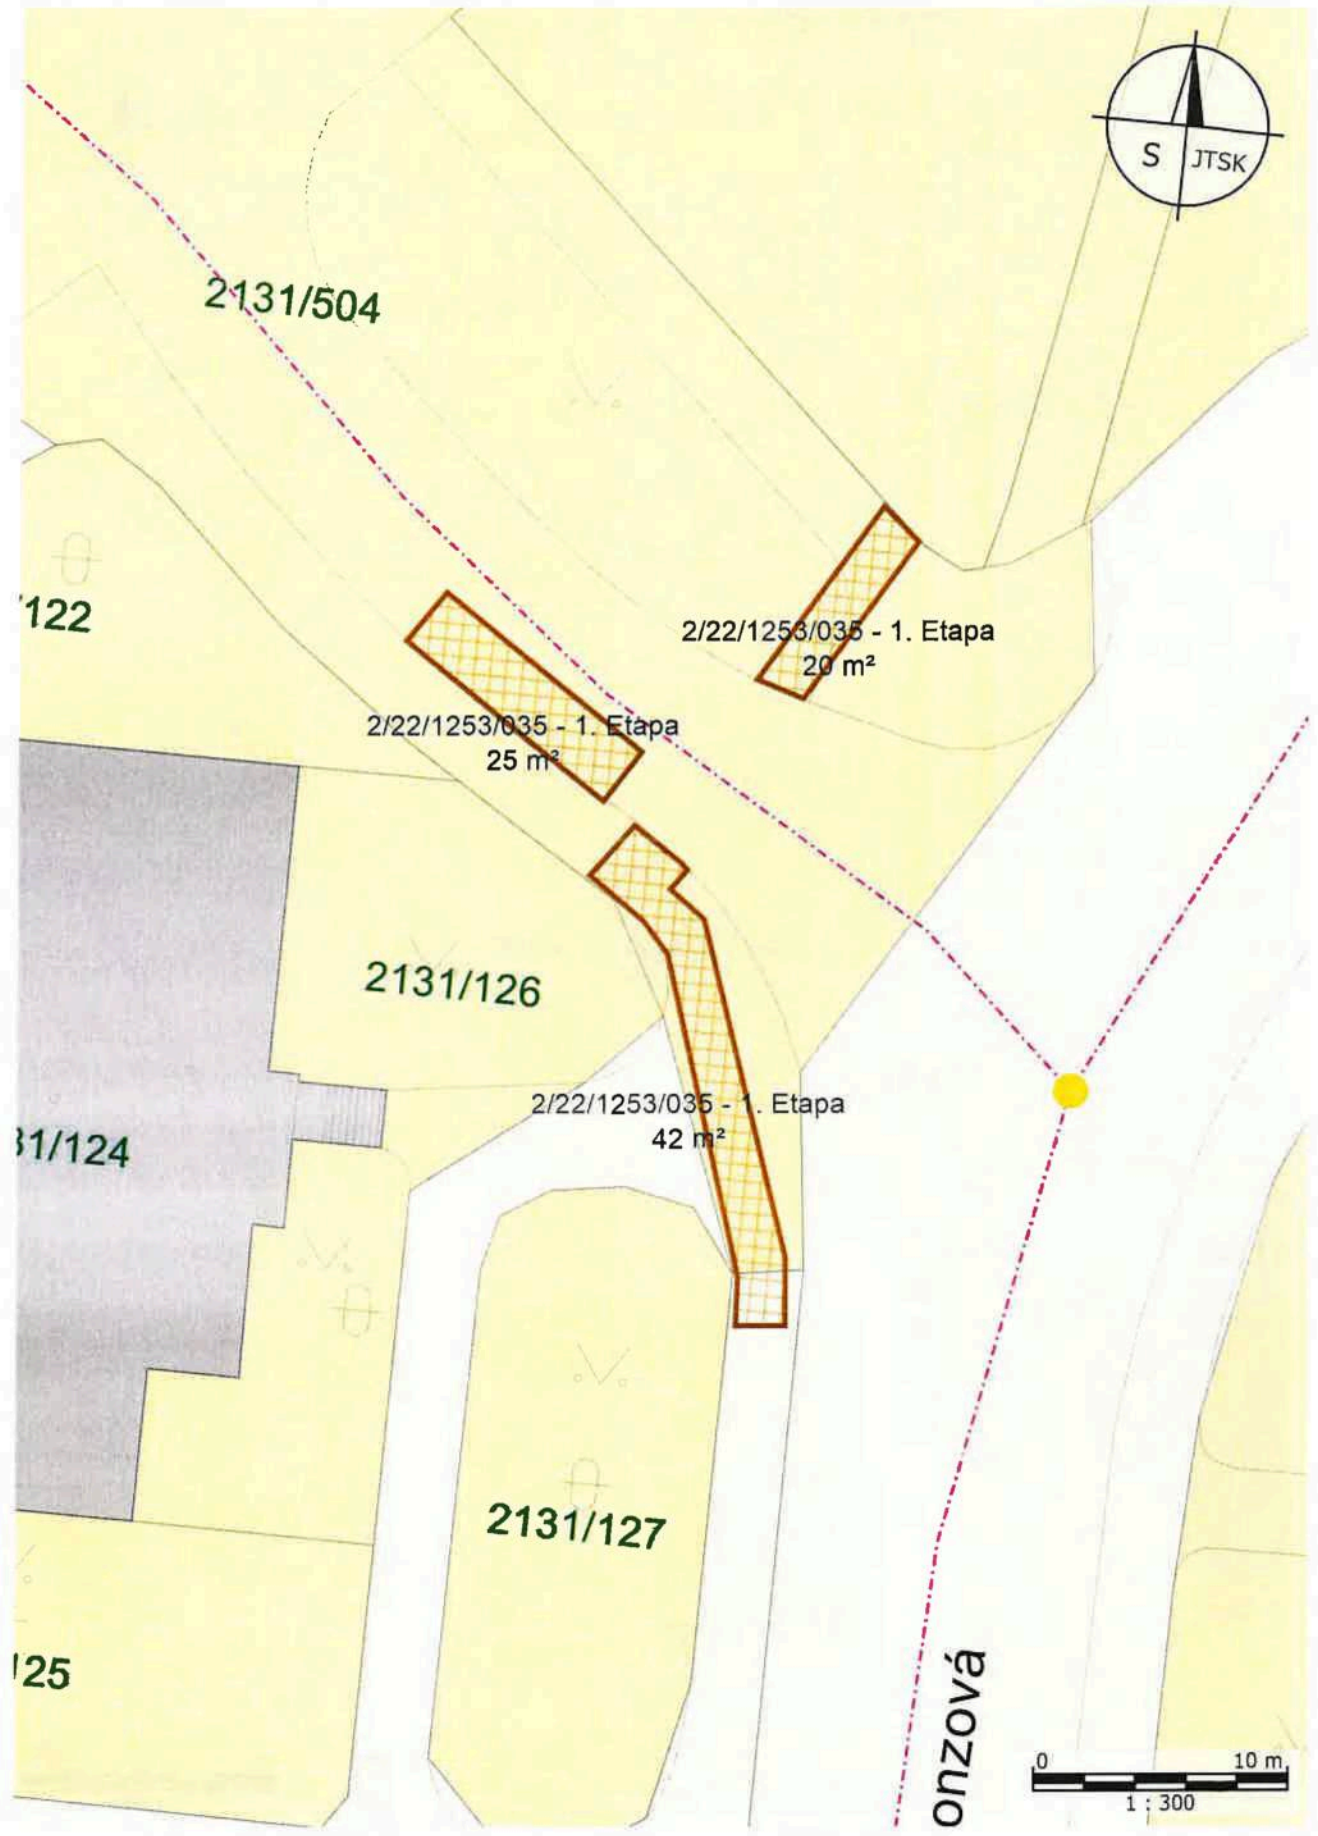 S JTSK
2131/504
122
2/22/1253/035 - 1. Etapa
20 m²
2/22/1253/035 - 1. Etapa
25 m²
2131/126
2/22/1253/035 - 1. Etapa
42 m²
31/124
2131/127
125
onzová
0 10 m
1 : 300